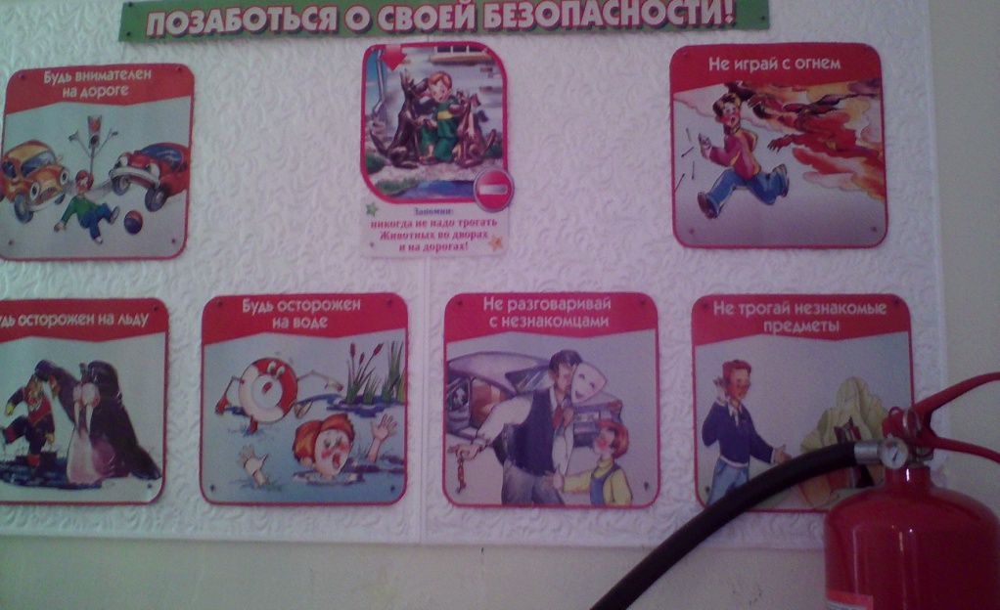 ПОЗАБОТЬСЯ О СВОЕЙ БЕЗОПАСНОСТИ!
Будь внимателен
на дороге
Запомни:
никогда не надо трогать
Животных во дворах
и на дорогах!
Не играй с огнем
дь осторожен на льду
Будь осторожен
на воде
Не разговаривай
с незнакомцами
Не трогай незнакомые
предметы